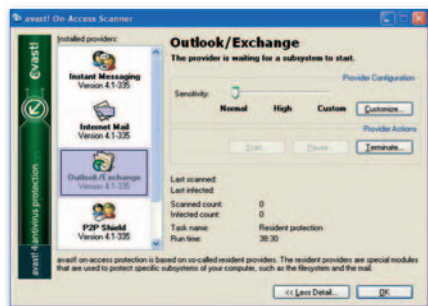 avast! On-Access Scanner
Installed providers:
Instant Messaging
Version 4.1-335
Internet Mail
Version 4.1-335
Outlook/Exchange
Version 4.1-335
P2P Shield
Version 4.1-335
avast!
avast! 4 antivirus protection
Outlook/Exchange
The provider is waiting for a subsystem to start.
Provider Configuration
Sensitivity:
Normal High Custom
Customize...
Provider Actions
Start... Pause... Terminate...
Last scanned:
Last infected:
Scanned count: 0
Infected count: 0
Task name: Resident protection
Run time: 38:30
avast! on-access protection is based on so-called resident providers. The resident providers are special modules
that are used to protect specific subsystems of your computer, such as the filesystem and the mail.
<< Less Detail... OK